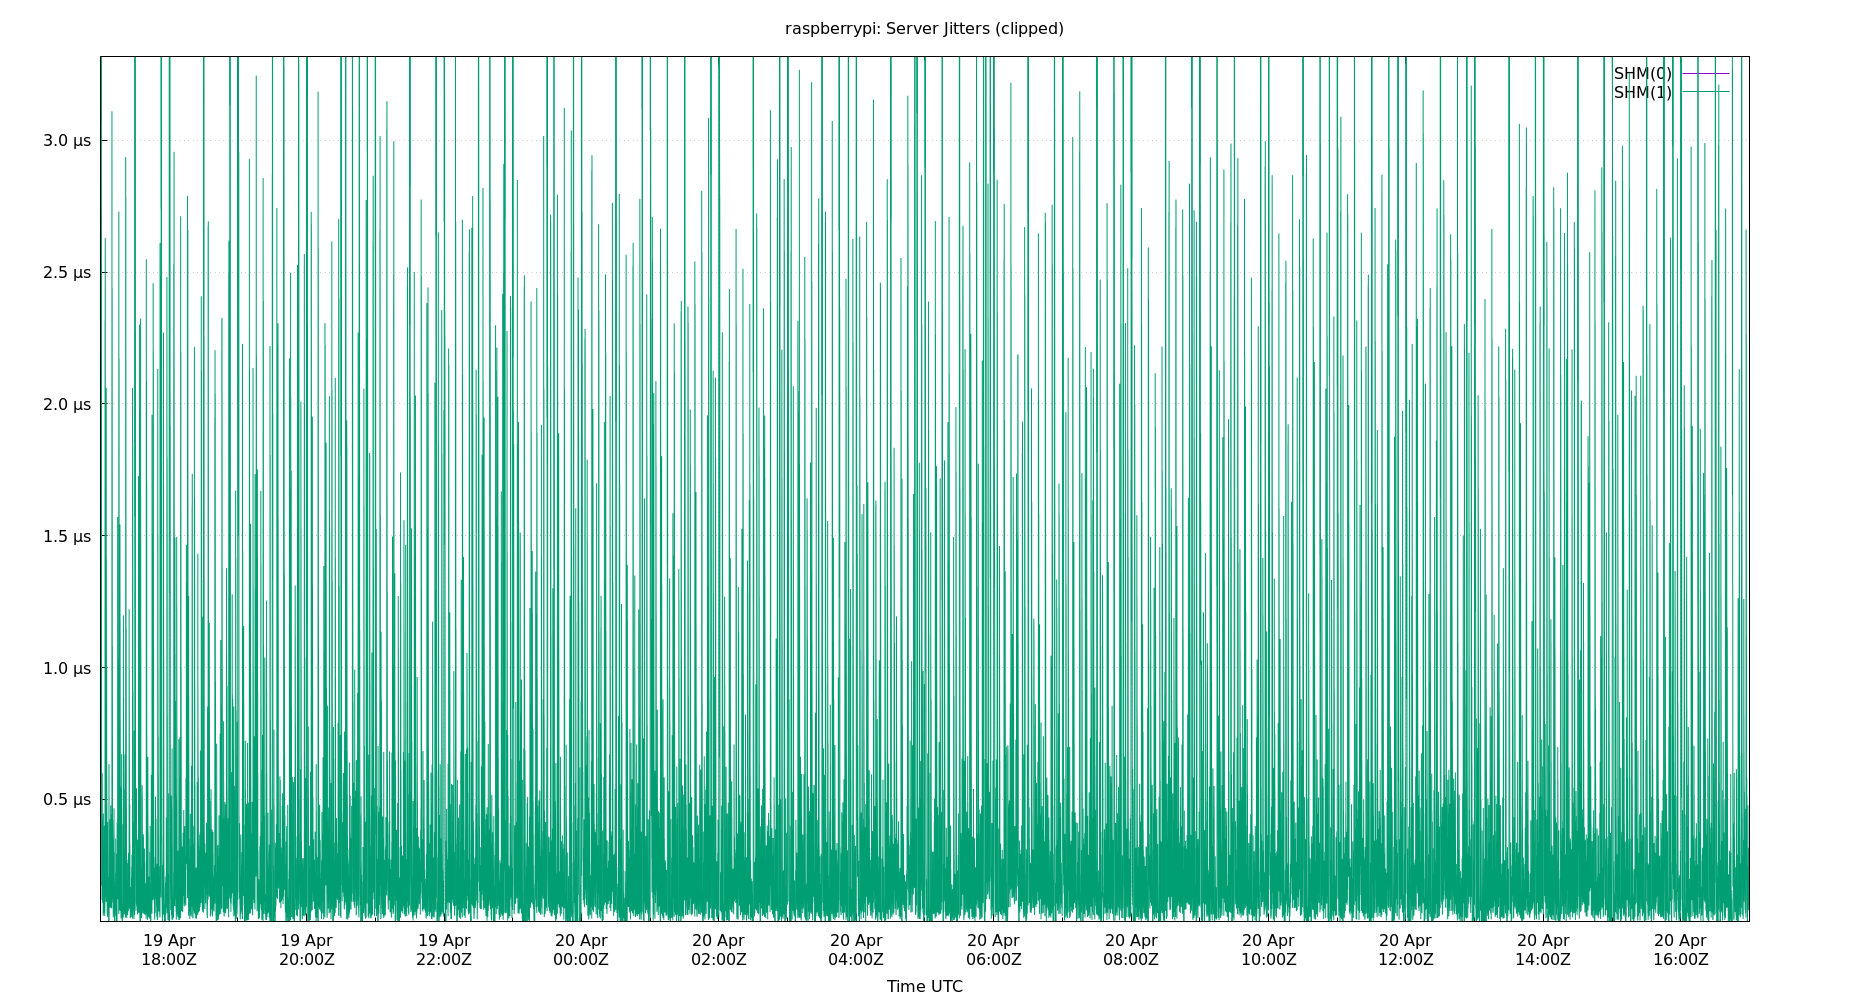 raspberrypi: Server Jitters (clipped)
SHM(0)
SHM(1)
3.0 µs
2.5 µs
2.0 µs
1.5 µs
1.0 µs
0.5 µs
19 Apr 19 Apr 19 Apr 20 Apr 20 Apr 20 Apr 20 Apr 20 Apr 20 Apr 20 Apr 20 Apr 20 Apr
18:00Z 20:00Z 22:00Z 00:00Z 02:00Z 04:00Z 06:00Z 08:00Z 10:00Z 12:00Z 14:00Z 16:00Z
Time UTC